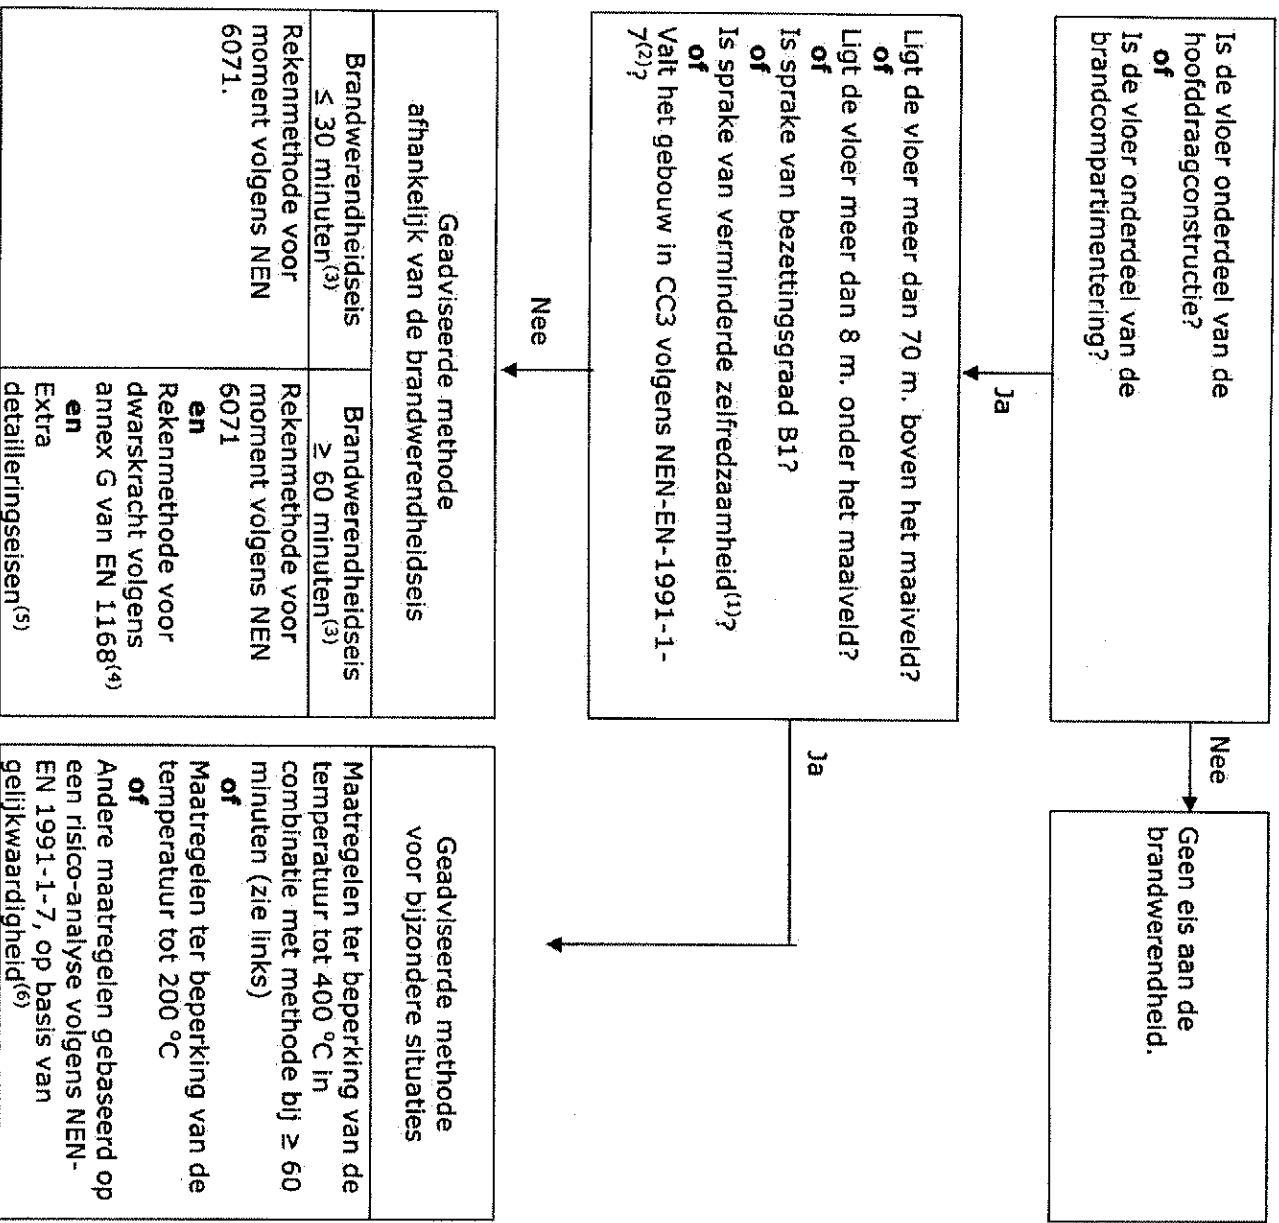 Is de vloer onderdeel van de
hoofddraagconstructie?
of
Is de vloer onderdeel van de
brandcompartimentering?
Nee
Geen eis aan de
brandwerendheid.
Ja
Ligt de vloer meer dan 70 m. boven het maaiveld?
of
Ligt de vloer meer dan 8 m. onder het maaiveld?
of
Is sprake van bezettingsgraad B1?
of
Is sprake van verminderde zelfredzaamheid(1)?
of
Valt het gebouw in CC3 volgens NEN-EN-1991-1-
7(2)?
Ja
Nee
Geadviseerde methode
afhankelijk van de brandwerendheidseis
Brandwerendheidseis
≤ 30 minuten(3)
Rekenmethode voor
moment volgens NEN
6071.
Brandwerendheidseis
≥ 60 minuten(3)
Rekenmethode voor
moment volgens NEN
6071
en
Rekenmethode voor
dwarskracht volgens
annex G van EN 1168(4)
en
Extra
detailleringseisen(5)
Geadviseerde methode
voor bijzondere situaties
Maatregelen ter beperking van de
temperatuur tot 400 °C in
combinatie met methode bij ≥ 60
minuten (zie links)
of
Maatregelen ter beperking van de
temperatuur tot 200 °C
of
Andere maatregelen gebaseerd op
een risico-analyse volgens NEN-
EN 1991-1-7, op basis van
gelijkwaardigheid(6)